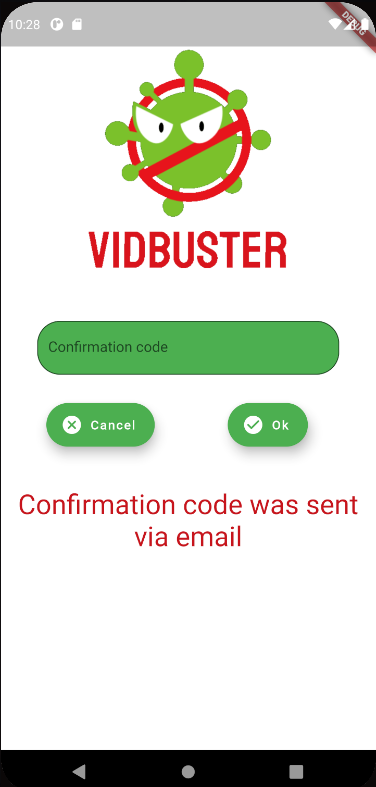 10:28
DEBUG
VIDBUSTER
Confirmation code
Cancel
Ok
Confirmation code was sent
via email